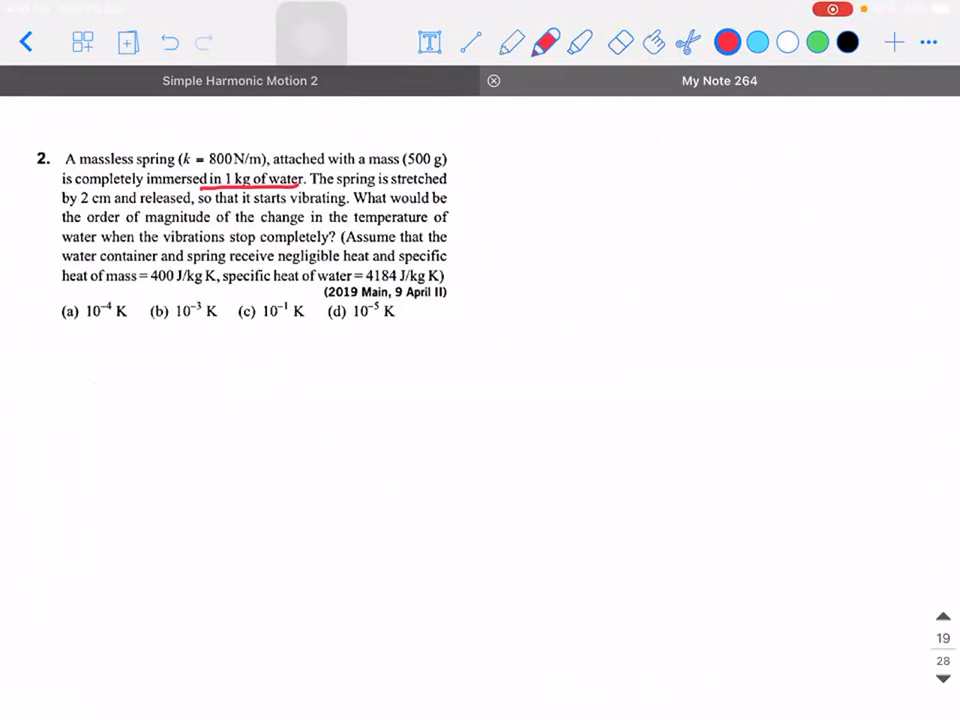 Simple Harmonic Motion 2
My Note 264
2. A massless spring (k = 800N/m), attached with a mass (500 g)
is completely immersed in 1 kg of water. The spring is stretched
by 2 cm and released, so that it starts vibrating. What would be
the order of magnitude of the change in the temperature of
water when the vibrations stop completely? (Assume that the
water container and spring receive negligible heat and specific
heat of mass = 400 J/kg K, specific heat of water = 4184 J/kg K)
(2019 Main, 9 April II)
(a) 10⁻⁴ K (b) 10⁻³ K (c) 10⁻¹ K (d) 10⁻⁵ K
19
28